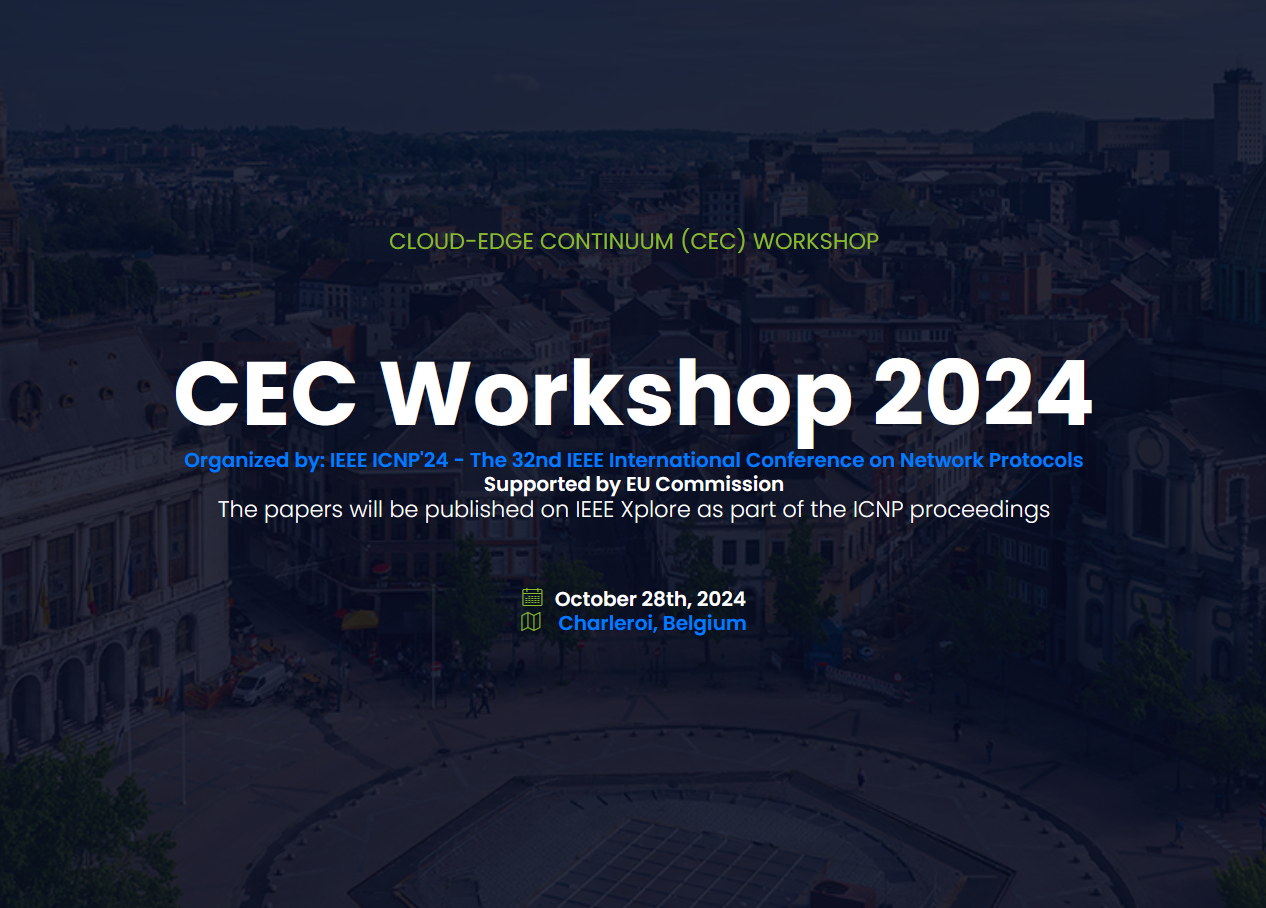 CLOUD-EDGE CONTINUUM (CEC) WORKSHOP
CEC Workshop 2024
Organized by: IEEE ICNP'24 - The 32nd IEEE International Conference on Network Protocols
Supported by EU Commission
The papers will be published on IEEE Xplore as part of the ICNP proceedings
October 28th, 2024
Charleroi, Belgium